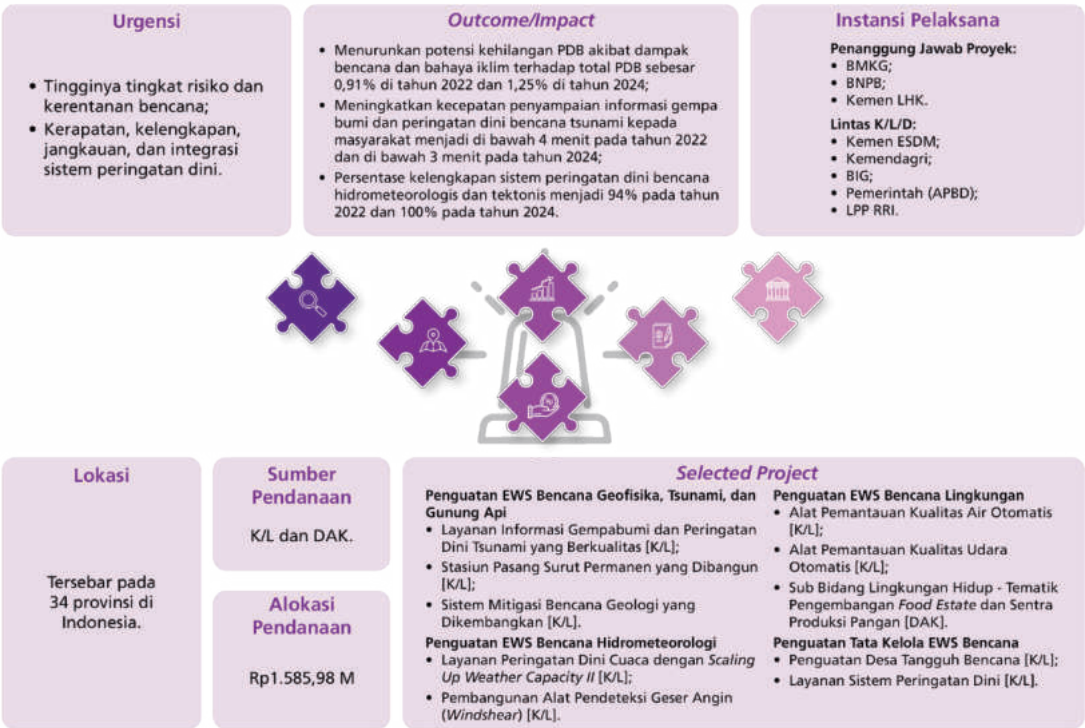 Urgensi
• Tingginya tingkat risiko dan
kerentanan bencana;
• Kerapatan, kelengkapan,
jangkauan, dan integrasi
sistem peringatan dini.
Outcome/Impact
• Menurunkan potensi kehilangan PDB akibat dampak
bencana dan bahaya iklim terhadap total PDB sebesar
0,91% di tahun 2022 dan 1,25% di tahun 2024;
• Meningkatkan kecepatan penyampaian informasi gempa
bumi dan peringatan dini bencana tsunami kepada
masyarakat menjadi di bawah 4 menit pada tahun 2022
dan di bawah 3 menit pada tahun 2024;
• Persentase kelengkapan sistem peringatan dini bencana
hidrometeorologis dan tektonis menjadi 94% pada tahun
2022 dan 100% pada tahun 2024.
Instansi Pelaksana
Penanggung Jawab Proyek:
• BMKG;
• BNPB;
• Kemen LHK.
Lintas K/L/D:
• Kemen ESDM;
• Kemendagri;
• BIG;
• Pemerintah (APBD);
• LPP RRI.
Lokasi
Tersebar pada
34 provinsi di
Indonesia.
Sumber
Pendanaan
K/L dan DAK.
Alokasi
Pendanaan
Rp1.585,98 M
Selected Project
Penguatan EWS Bencana Geofisika, Tsunami, dan
Gunung Api
• Layanan Informasi Gempabumi dan Peringatan
Dini Tsunami yang Berkualitas [K/L];
• Stasiun Pasang Surut Permanen yang Dibangun
[K/L];
• Sistem Mitigasi Bencana Geologi yang
Dikembangkan [K/L].
Penguatan EWS Bencana Hidrometeorologi
• Layanan Peringatan Dini Cuaca dengan Scaling
Up Weather Capacity II [K/L];
• Pembangunan Alat Pendeteksi Geser Angin
(Windshear) [K/L].
Penguatan EWS Bencana Lingkungan
• Alat Pemantauan Kualitas Air Otomatis
[K/L];
• Alat Pemantauan Kualitas Udara
Otomatis [K/L];
• Sub Bidang Lingkungan Hidup - Tematik
Pengembangan Food Estate dan Sentra
Produksi Pangan [DAK].
Penguatan Tata Kelola EWS Bencana
• Penguatan Desa Tangguh Bencana [K/L];
• Layanan Sistem Peringatan Dini [K/L].